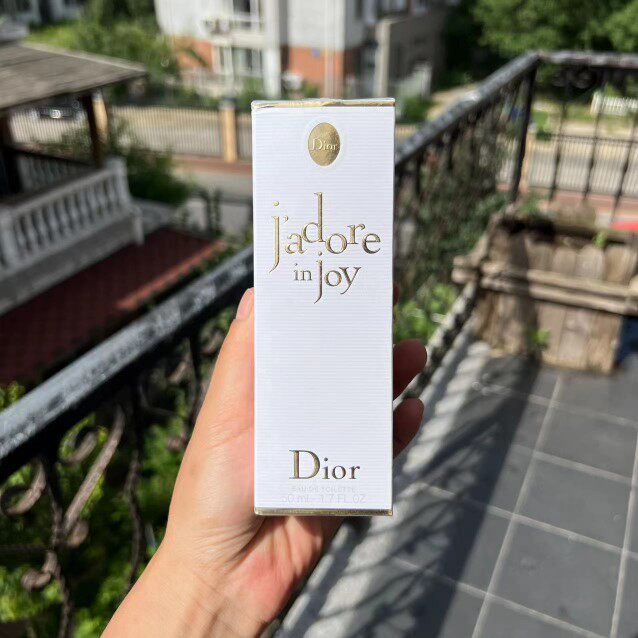 Dior
j'adore
in joy
Dior
EAU DE TOILETTE
50 ml - 1.7 FL. OZ